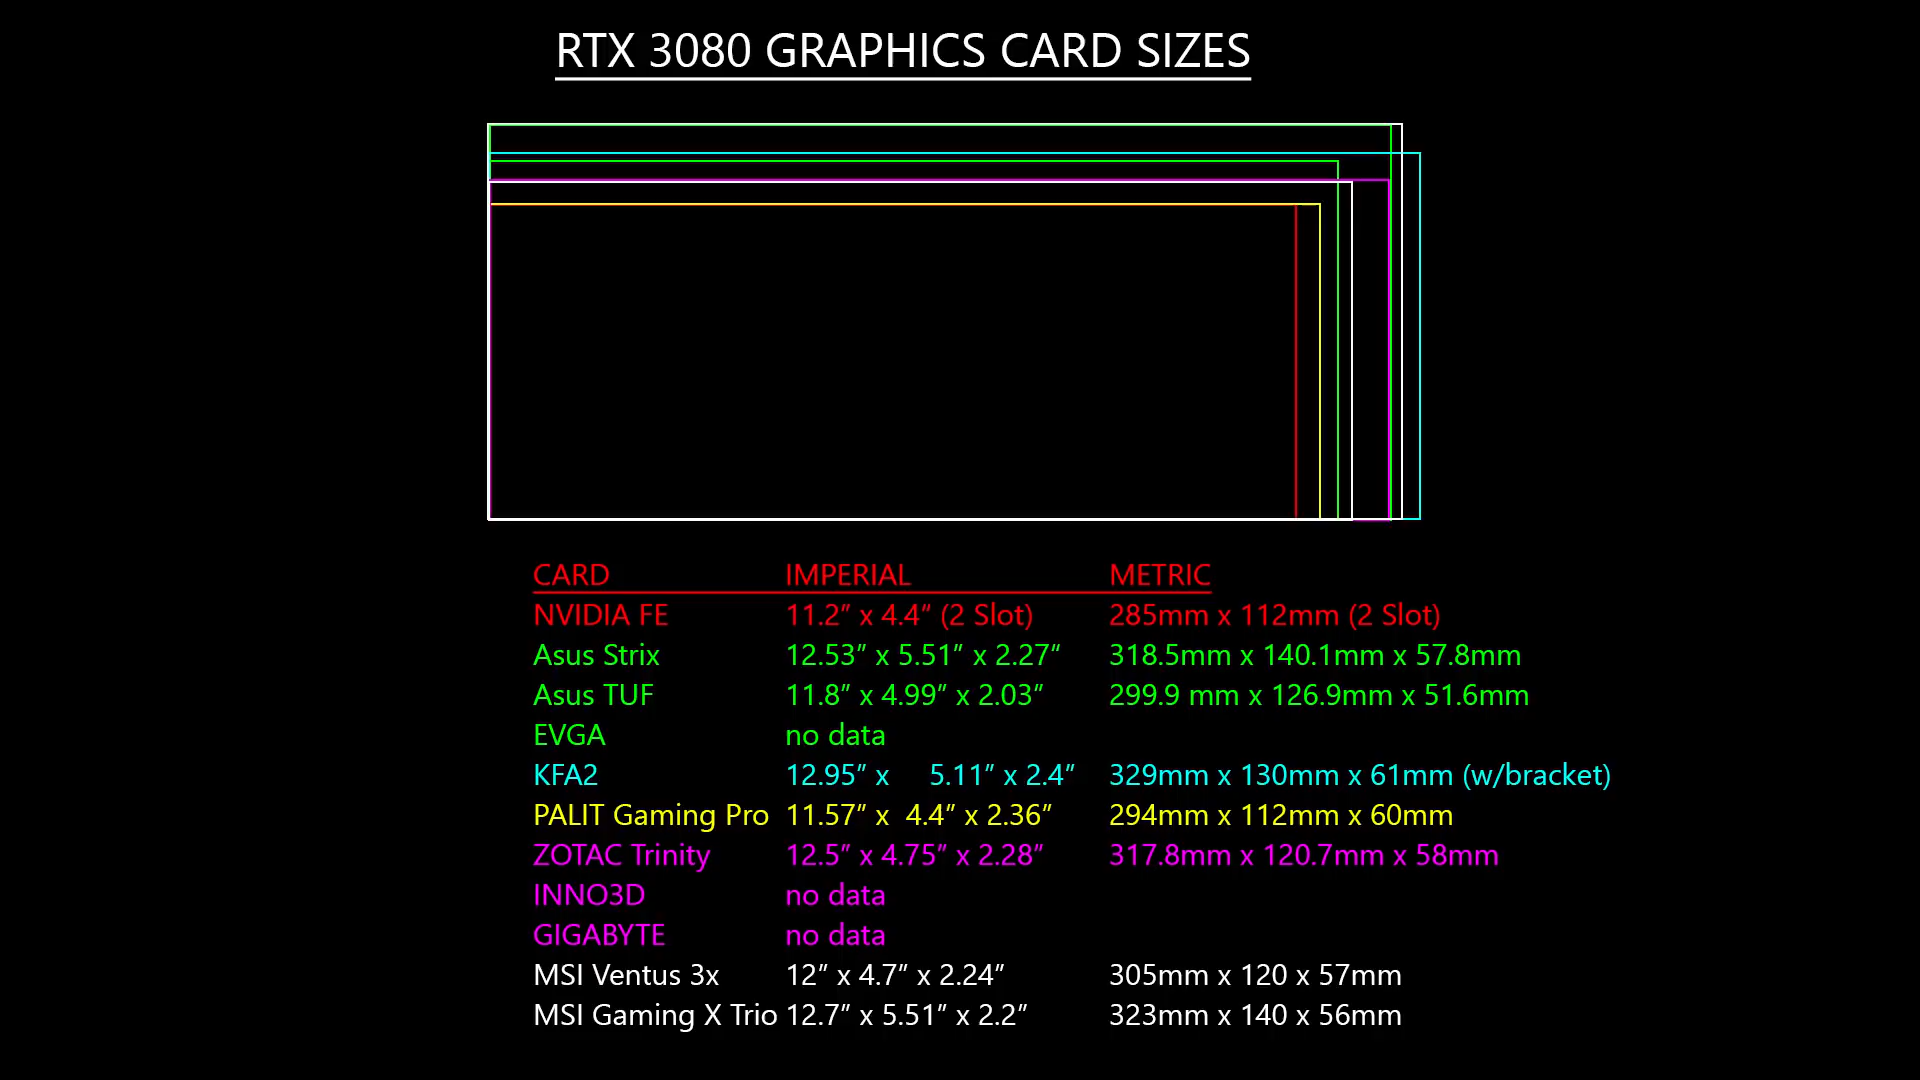 RTX 3080 GRAPHICS CARD SIZES
CARD IMPERIAL METRIC
NVIDIA FE 11.2” x 4.4” (2 Slot) 285mm x 112mm (2 Slot)
Asus Strix 12.53” x 5.51” x 2.27“ 318.5mm x 140.1mm x 57.8mm
Asus TUF 11.8” x 4.99” x 2.03” 299.9 mm x 126.9mm x 51.6mm
EVGA no data
KFA2 12.95” x 5.11” x 2.4” 329mm x 130mm x 61mm (w/bracket)
PALIT Gaming Pro 11.57” x 4.4” x 2.36” 294mm x 112mm x 60mm
ZOTAC Trinity 12.5” x 4.75” x 2.28” 317.8mm x 120.7mm x 58mm
INNO3D no data
GIGABYTE no data
MSI Ventus 3x 12” x 4.7” x 2.24” 305mm x 120 x 57mm
MSI Gaming X Trio 12.7” x 5.51” x 2.2” 323mm x 140 x 56mm